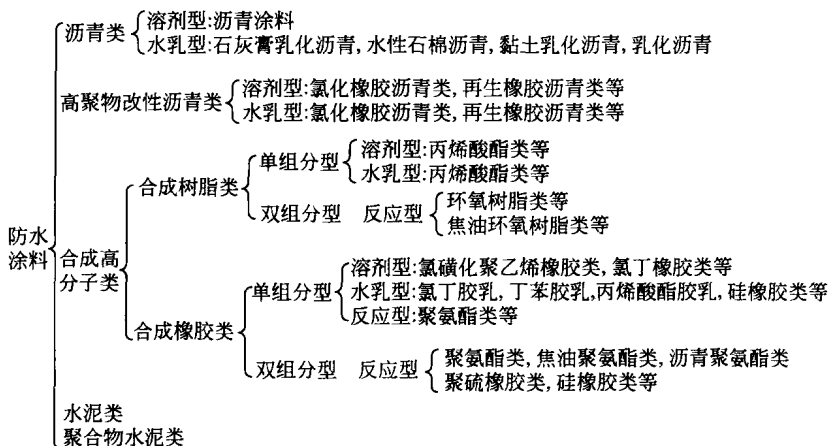 沥青类
溶剂型:沥青涂料
水乳型:石灰膏乳化沥青,水性石棉沥青,黏土乳化沥青,乳化沥青
高聚物改性沥青类
溶剂型:氯化橡胶沥青类,再生橡胶沥青类等
水乳型:氯化橡胶沥青类,再生橡胶沥青类等
防水
涂料
合成高
分子类
合成树脂类
单组分型
溶剂型:丙烯酸酯类等
水乳型:丙烯酸酯类等
双组分型 反应型
环氧树脂类等
焦油环氧树脂类等
合成橡胶类
单组分型
溶剂型:氯磺化聚乙烯橡胶类,氯丁橡胶类等
水乳型:氯丁胶乳,丁苯胶乳,丙烯酸酯胶乳,硅橡胶类等
反应型:聚氨酯类等
双组分型 反应型
聚氨酯类,焦油聚氨酯类,沥青聚氨酯类
聚硫橡胶类,硅橡胶类等
水泥类
聚合物水泥类